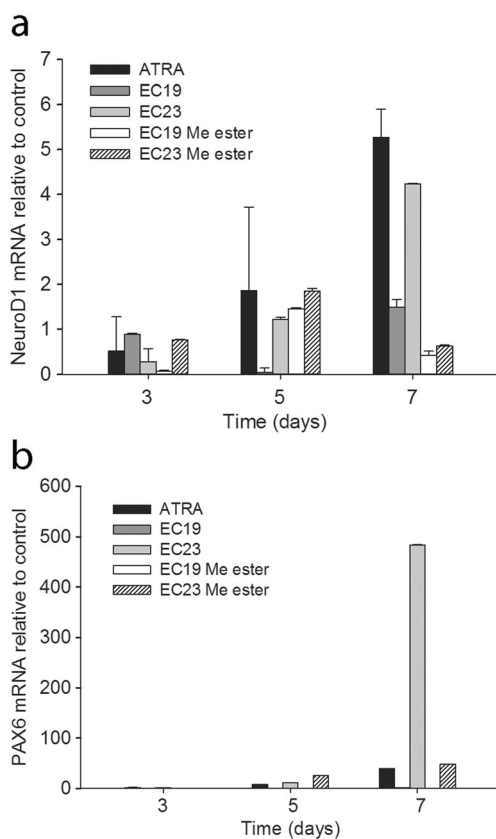 a
NeuroD1 mRNA relative to control
7
6
5
4
3
2
1
0
ATRA
EC19
EC23
EC19 Me ester
EC23 Me ester
3 5 7
Time (days)
b
PAX6 mRNA relative to control
600
500
400
300
200
100
0
ATRA
EC19
EC23
EC19 Me ester
EC23 Me ester
3 5 7
Time (days)